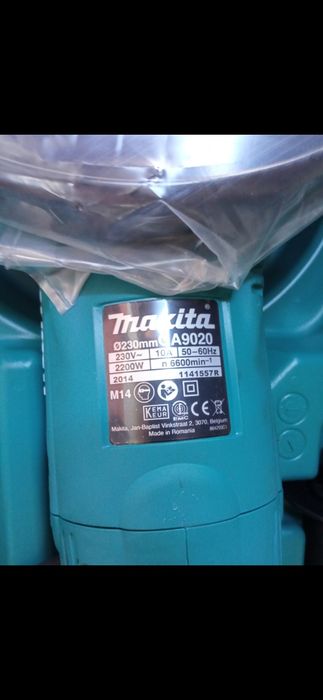 makita
Ø230mm GA9020
230V~ 10A 50-60Hz
2200W n 6600min⁻¹
2014 1141557R
M14
KEMA
KEUR
EMC
Makita, Jan-Baptist Vinkstraat 2, 3070, Belgium
Made in Romania